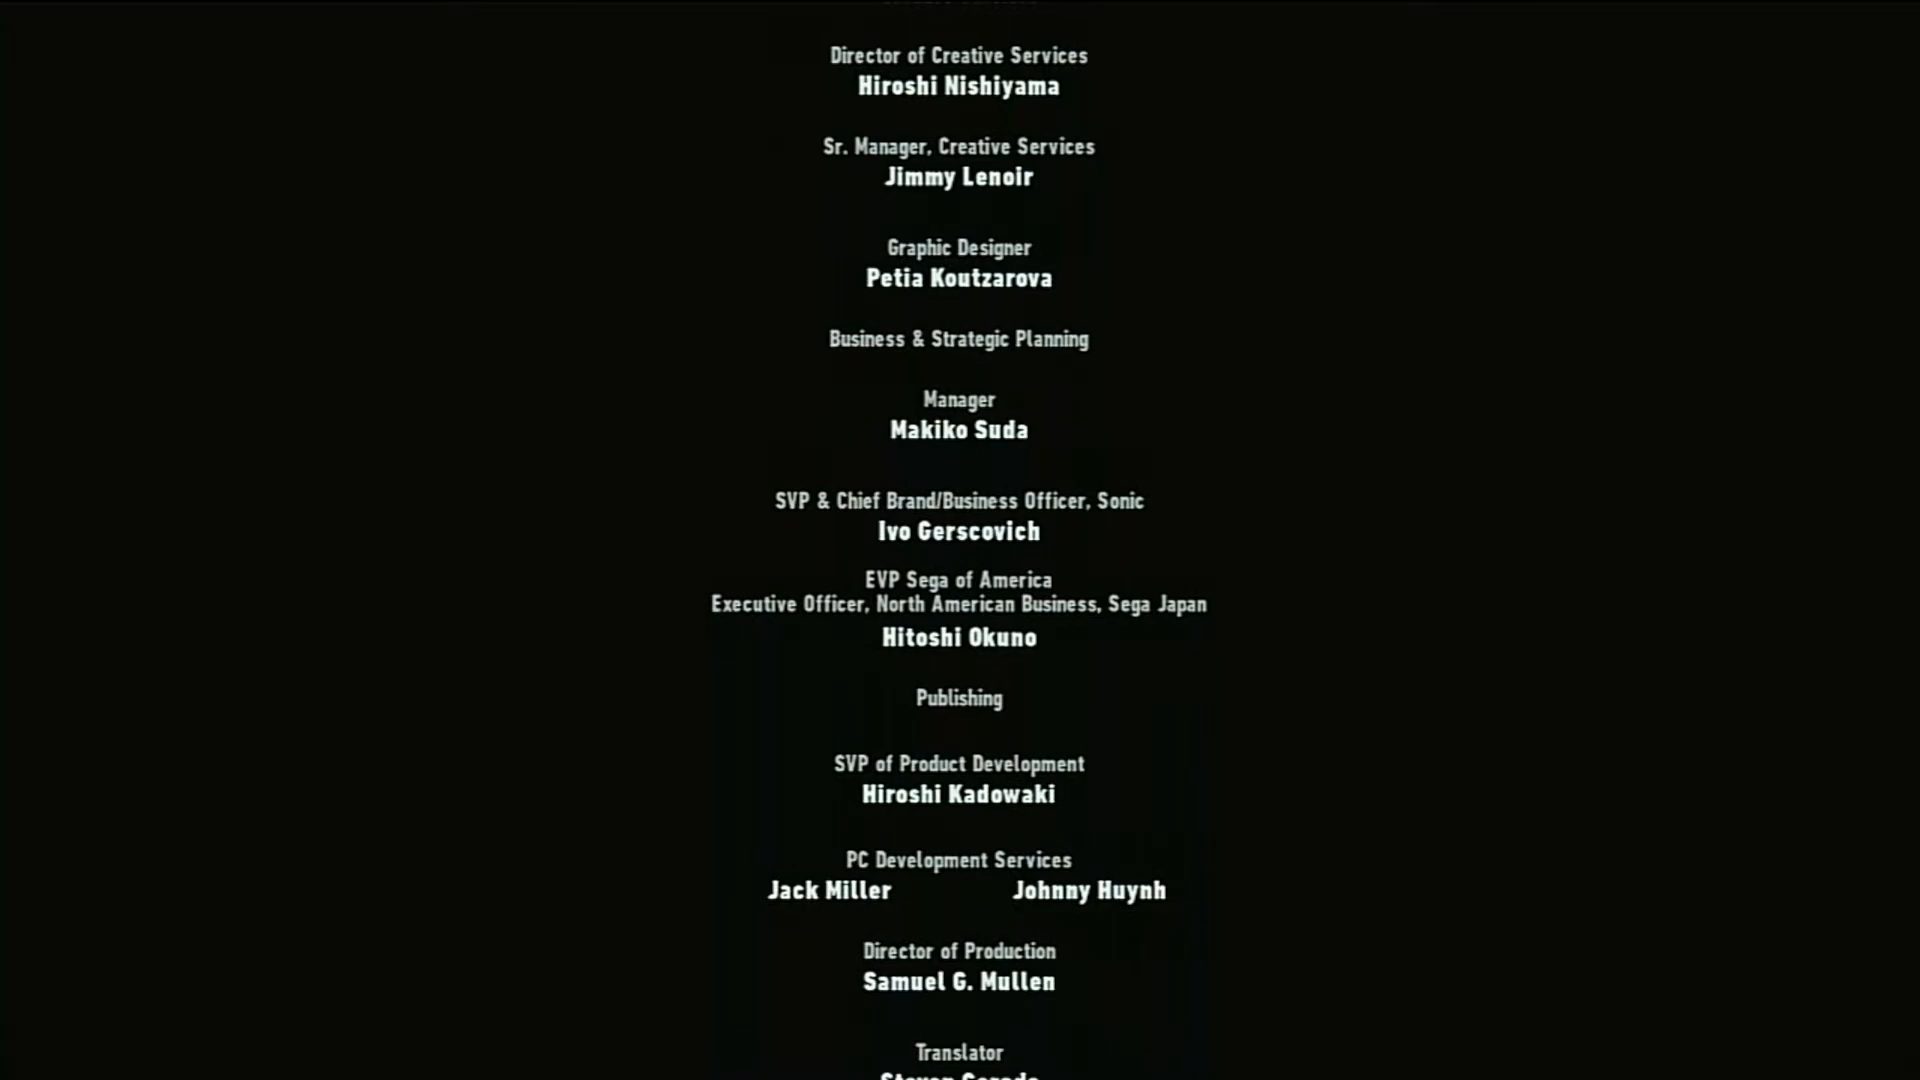 Director of Creative Services
Hiroshi Nishiyama
Sr. Manager, Creative Services
Jimmy Lenoir
Graphic Designer
Petia Koutzarova
Business & Strategic Planning
Manager
Makiko Suda
SVP & Chief Brand/Business Officer, Sonic
Ivo Gerscovich
EVP Sega of America
Executive Officer, North American Business, Sega Japan
Hitoshi Okuno
Publishing
SVP of Product Development
Hiroshi Kadowaki
PC Development Services
Jack Miller Johnny Huynh
Director of Production
Samuel G. Mullen
Translator